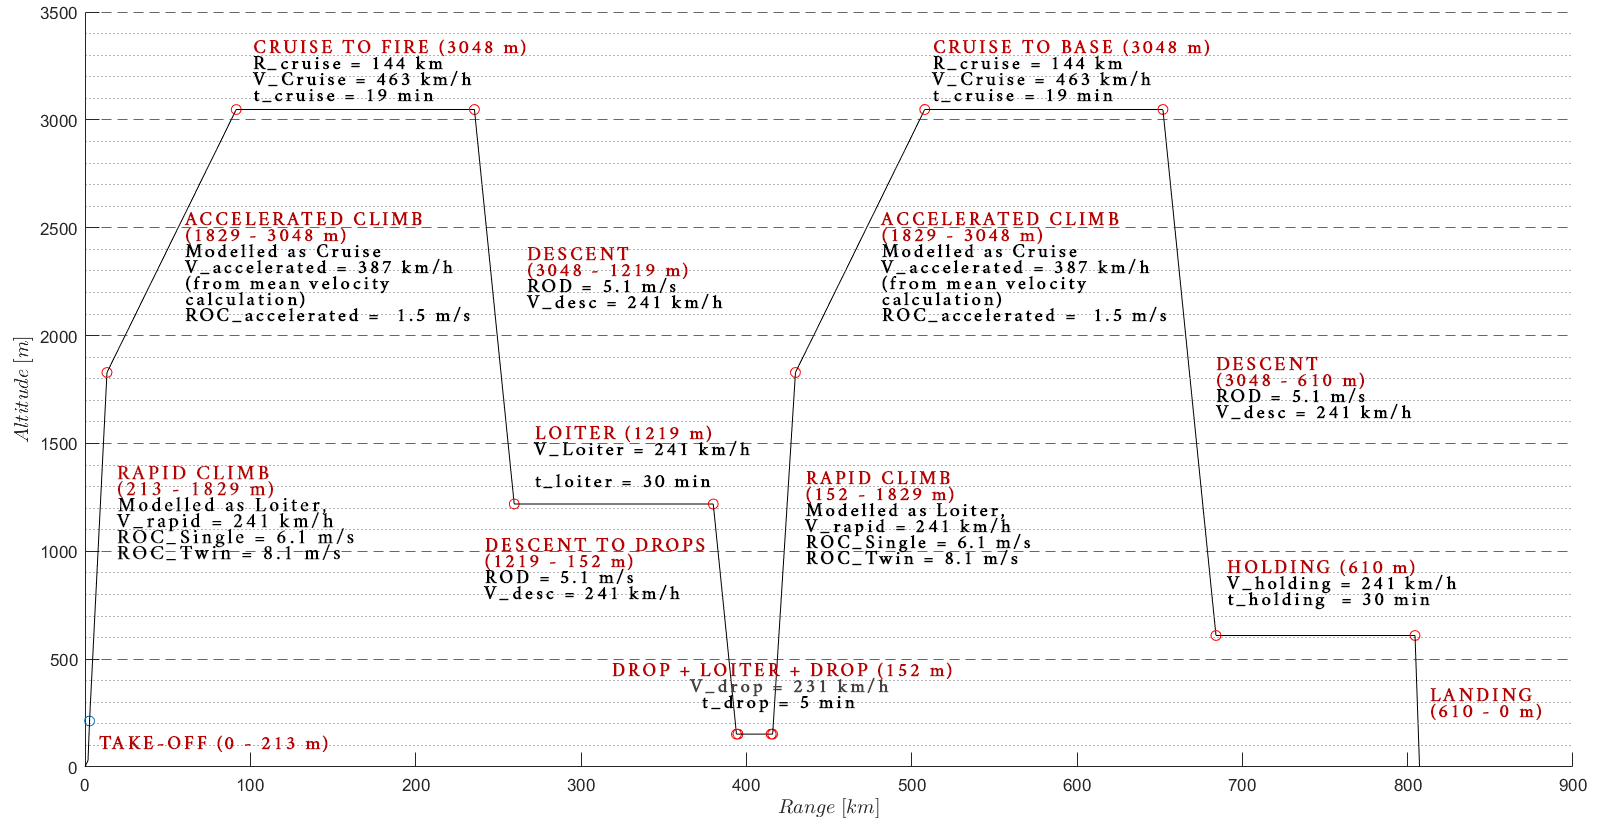 3500
CRUISE TO FIRE (3048 m)
R_cruise = 144 km
V_Cruise = 463 km/h
t_cruise = 19 min
CRUISE TO BASE (3048 m)
R_cruise = 144 km
V_Cruise = 463 km/h
t_cruise = 19 min
3000
ACCELERATED CLIMB
(1829 - 3048 m)
Modelled as Cruise
V_accelerated = 387 km/h
(from mean velocity
calculation)
ROC_accelerated =  1.5 m/s
DESCENT
(3048 - 1219 m)
ROD = 5.1 m/s
V_desc = 241 km/h
ACCELERATED CLIMB
(1829 - 3048 m)
Modelled as Cruise
V_accelerated = 387 km/h
(from mean velocity
calculation)
ROC_accelerated =  1.5 m/s
2500
2000
DESCENT
(3048 - 610 m)
ROD = 5.1 m/s
V_desc = 241 km/h
Altitude [m]
1500
LOITER (1219 m)
V_Loiter = 241 km/h
t_loiter = 30 min
RAPID CLIMB
(213 - 1829 m)
Modelled as Loiter,
V_rapid = 241 km/h
ROC_Single = 6.1 m/s
ROC_Twin = 8.1 m/s
RAPID CLIMB
(152 - 1829 m)
Modelled as Loiter,
V_rapid = 241 km/h
ROC_Single = 6.1 m/s
ROC_Twin = 8.1 m/s
1000
DESCENT TO DROPS
(1219 - 152 m)
ROD = 5.1 m/s
V_desc = 241 km/h
HOLDING (610 m)
V_holding = 241 km/h
t_holding  = 30 min
500
DROP + LOITER + DROP (152 m)
V_drop = 231 km/h
t_drop = 5 min
LANDING
(610 - 0 m)
TAKE-OFF (0 - 213 m)
0
0 100 200 300 400 500 600 700 800 900
Range [km]